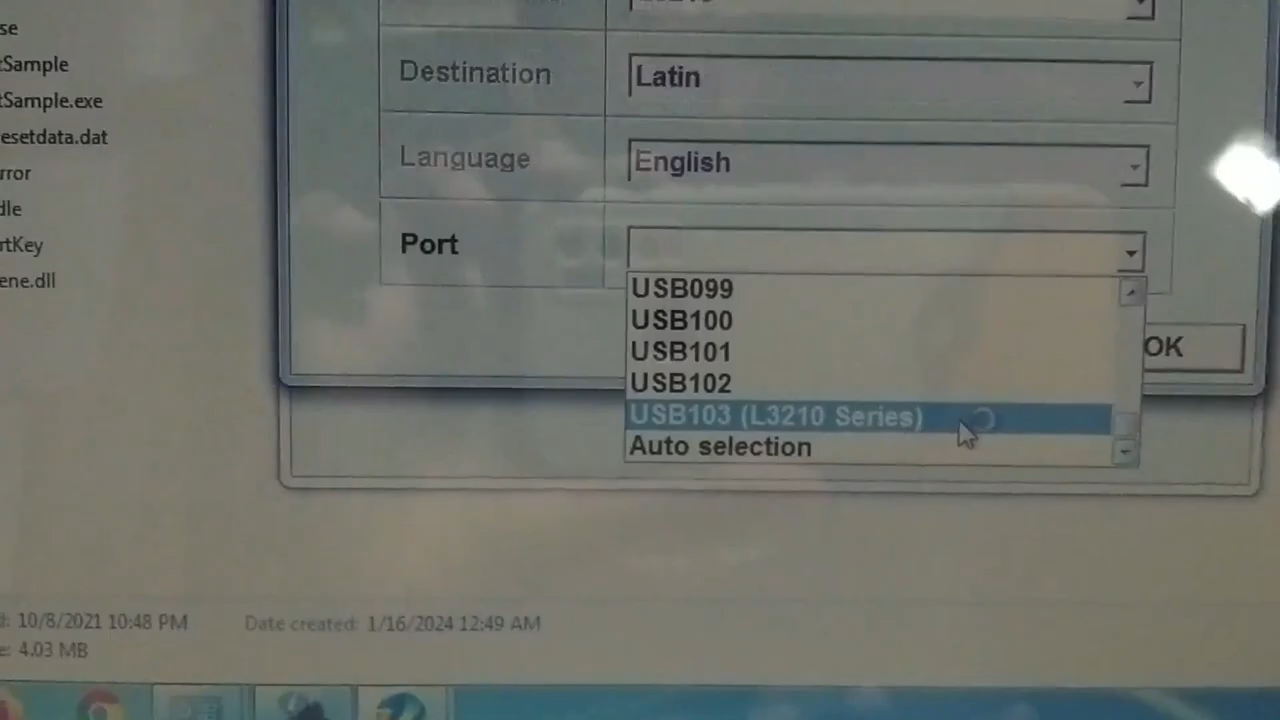 se
tSample
tSample.exe
esetdata.dat
rror
dle
rtKey
ene.dll
Destination
Latin
Language
English
Port
USB099
USB100
USB101
USB102
USB103 (L3210 Series)
Auto selection
OK
d: 10/8/2021 10:48 PM
Date created: 1/16/2024 12:49 AM
e: 4.03 MB